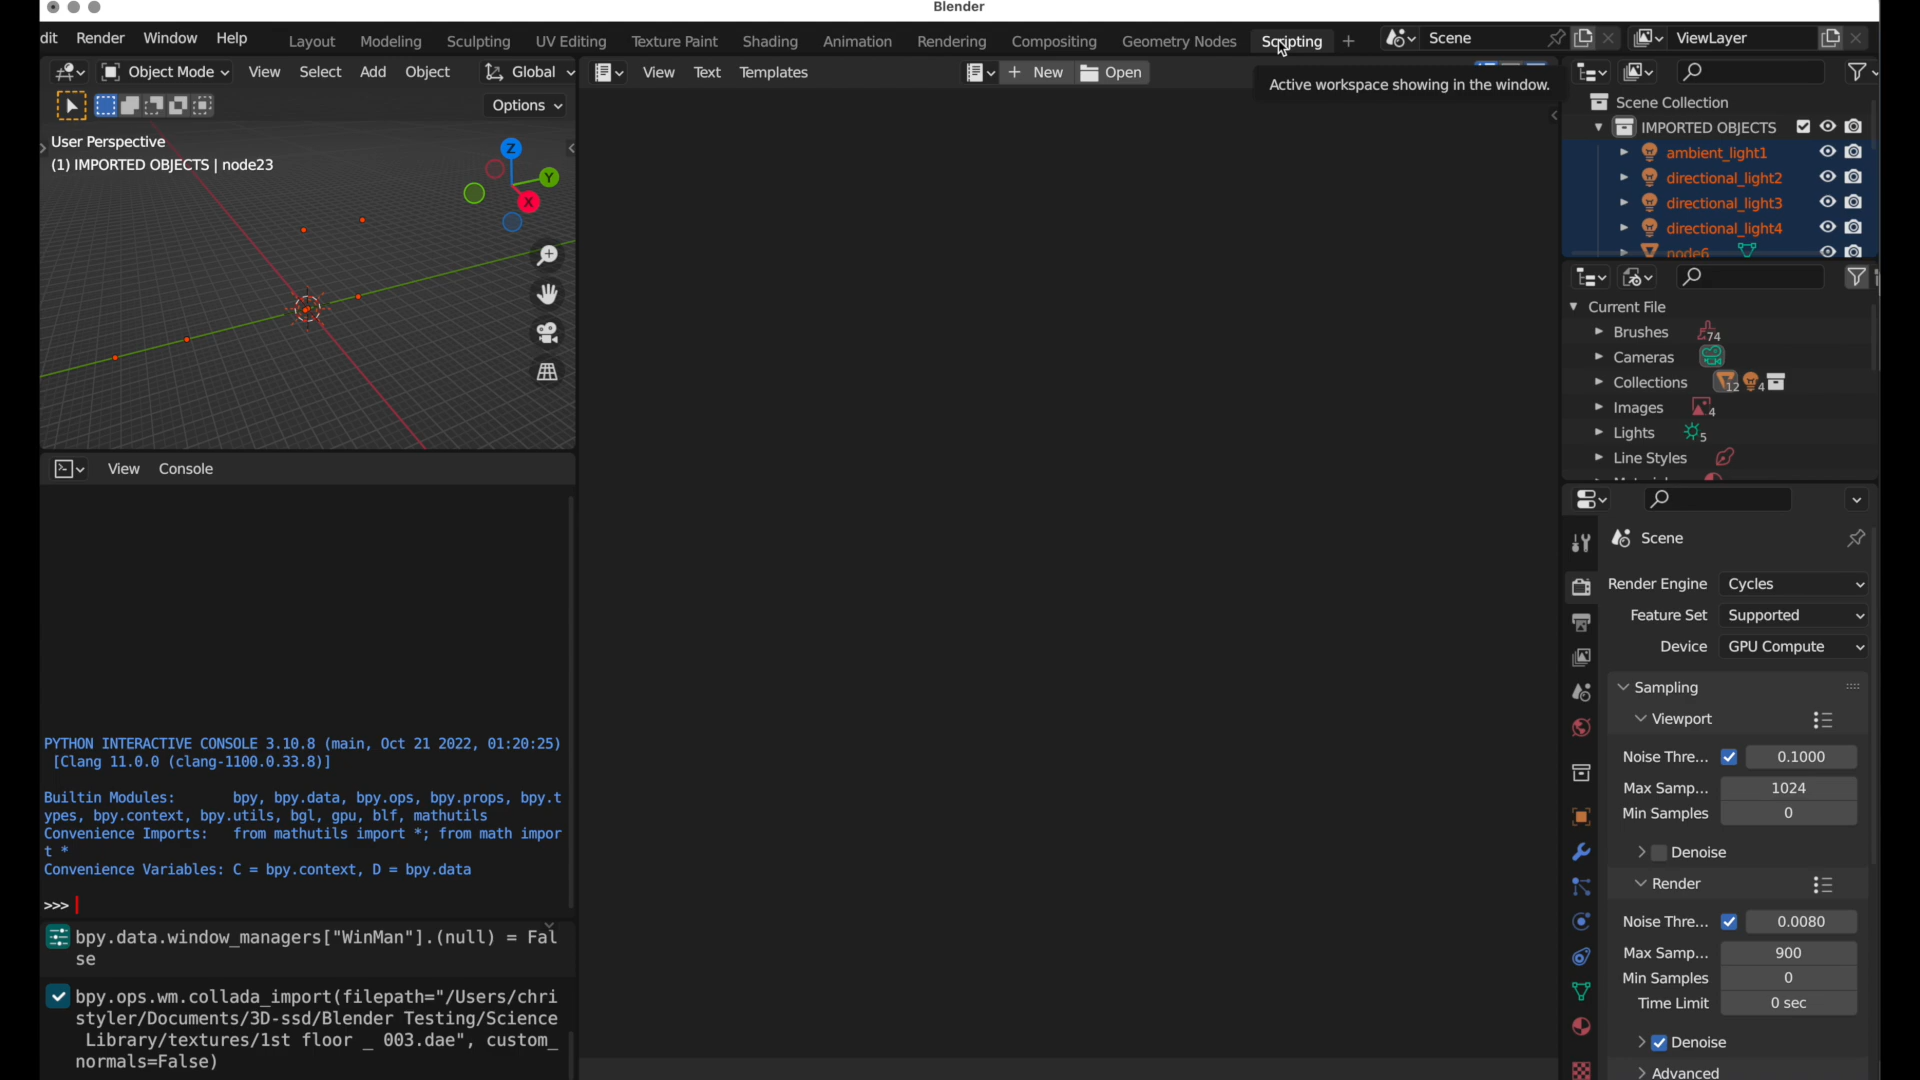 Blender
dit Render Window Help Layout Modeling Sculpting UV Editing Texture Paint Shading Animation Rendering Compositing Geometry Nodes Scripting + Scene ViewLayer
Object Mode View Select Add Object Global View Text Templates + New Open
Active workspace showing in the window.
Options
User Perspective
(1) IMPORTED OBJECTS | node23
Z
Y
X
Scene Collection
IMPORTED OBJECTS
ambient_light1
directional_light2
directional_light3
directional_light4
node6
Current File
Brushes 74
Cameras
Collections 12 4
Images 4
Lights 5
Line Styles
View Console
PYTHON INTERACTIVE CONSOLE 3.10.8 (main, Oct 21 2022, 01:20:25)
[Clang 11.0.0 (clang-1100.0.33.8)]
Builtin Modules: bpy, bpy.data, bpy.ops, bpy.props, bpy.t
ypes, bpy.context, bpy.utils, bgl, gpu, blf, mathutils
Convenience Imports: from mathutils import *; from math impor
t *
Convenience Variables: C = bpy.context, D = bpy.data
>>>
bpy.data.window_managers["WinMan"].(null) = Fal
se
bpy.ops.wm.collada_import(filepath="/Users/chri
styler/Documents/3D-ssd/Blender Testing/Science
Library/textures/1st floor _ 003.dae", custom_
normals=False)
Scene
Render Engine Cycles
Feature Set Supported
Device GPU Compute
Sampling
Viewport
Noise Thre... 0.1000
Max Samp... 1024
Min Samples 0
Denoise
Render
Noise Thre... 0.0080
Max Samp... 900
Min Samples 0
Time Limit 0 sec
Denoise
Advanced